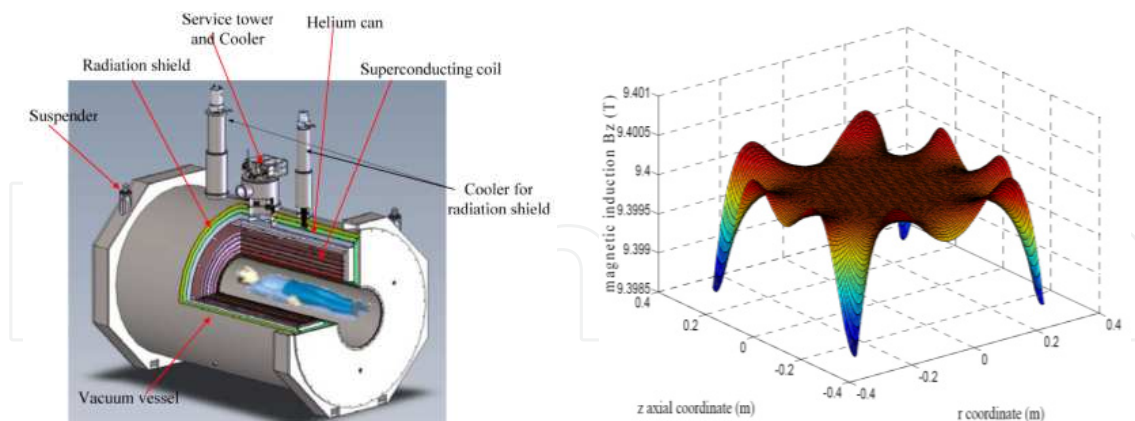 Service tower
and Cooler
Helium can
Radiation shield
Superconducting coil
Suspender
Cooler for
radiation shield
Vacuum vessel
magnetic induction Bz (T)
9.401
9.4005
9.4
9.3995
9.399
9.3985
0.4
0.2
0
-0.2
-0.4
z axial coordinate (m)
-0.4
-0.2
0
0.2
0.4
r coordinate (m)